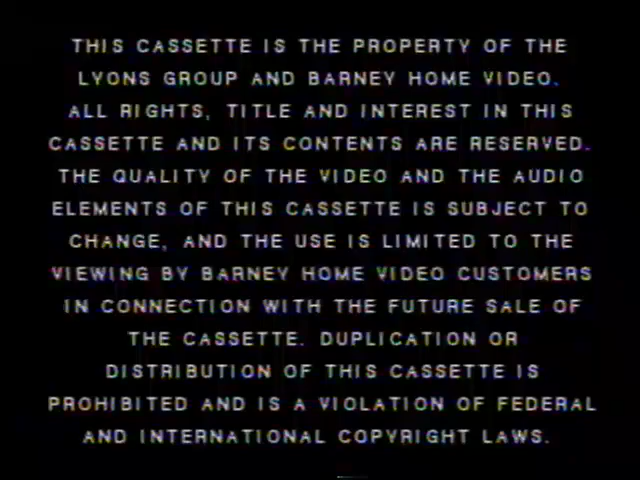 THIS CASSETTE IS THE PROPERTY OF THE
LYONS GROUP AND BARNEY HOME VIDEO.
ALL RIGHTS, TITLE AND INTEREST IN THIS
CASSETTE AND ITS CONTENTS ARE RESERVED.
THE QUALITY OF THE VIDEO AND THE AUDIO
ELEMENTS OF THIS CASSETTE IS SUBJECT TO
CHANGE, AND THE USE IS LIMITED TO THE
VIEWING BY BARNEY HOME VIDEO CUSTOMERS
IN CONNECTION WITH THE FUTURE SALE OF
THE CASSETTE. DUPLICATION OR
DISTRIBUTION OF THIS CASSETTE IS
PROHIBITED AND IS A VIOLATION OF FEDERAL
AND INTERNATIONAL COPYRIGHT LAWS.